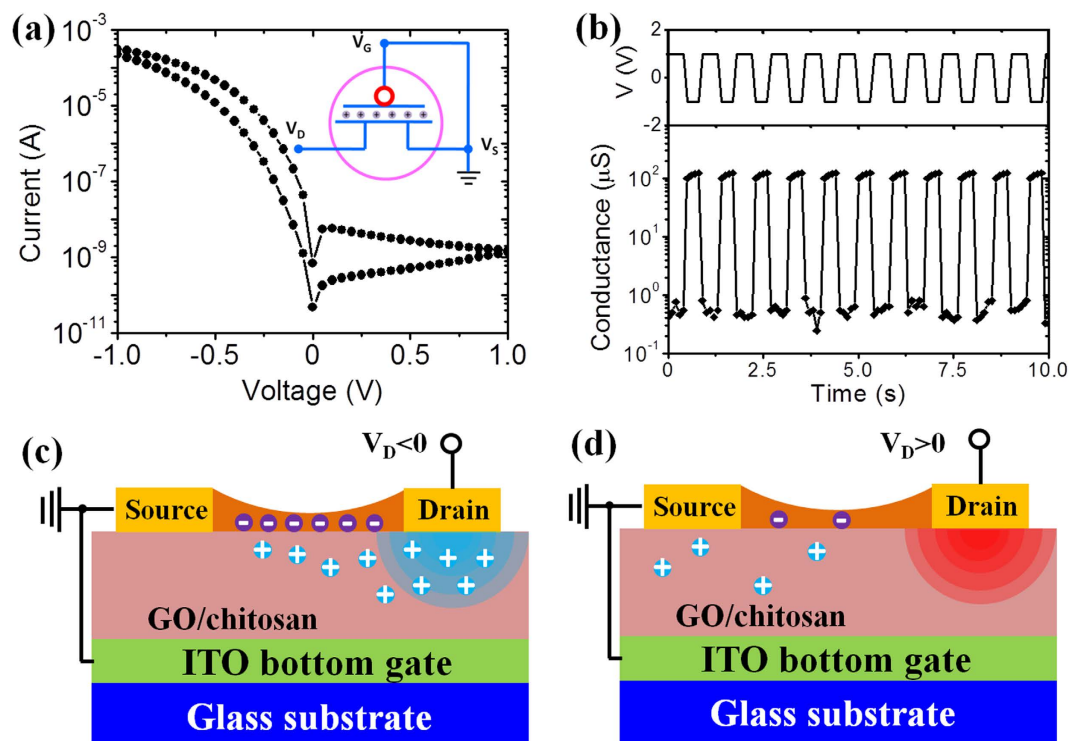 (a)
Current (A)
10⁻³
10⁻⁵
10⁻⁷
10⁻⁹
10⁻¹¹
-1.0 -0.5 0 0.5 1.0
Voltage (V)
V_G
V_D
V_S
+ + + + + +
(b)
V (V)
2
0
-2
Conductance (µS)
10³
10²
10¹
10⁰
10⁻¹
0 2.5 5.0 7.5 10.0
Time (s)
(c)
V_D<0
Source
Drain
- - - - - -
+ + + + + + + + + +
GO/chitosan
ITO bottom gate
Glass substrate
(d)
V_D>0
Source
Drain
- -
+ + + +
GO/chitosan
ITO bottom gate
Glass substrate